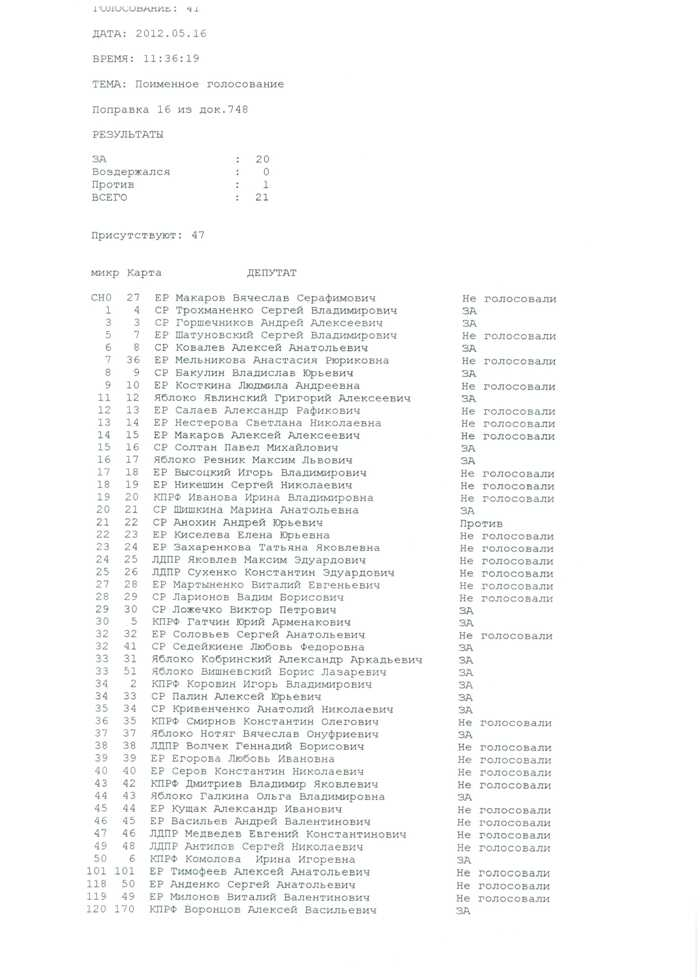 ГОЛОСОВАНИЕ: 41
ДАТА: 2012.05.16
ВРЕМЯ: 11:36:19
ТЕМА: Поименное голосование
Поправка 16 из док.748
РЕЗУЛЬТАТЫ
ЗА : 20
Воздержался : 0
Против : 1
ВСЕГО : 21
Присутствуют: 47
микр Карта ДЕПУТАТ
СН0 27 ЕР Макаров Вячеслав Серафимович Не голосовали
1 4 СР Трохманенко Сергей Владимирович ЗА
3 3 СР Горшечников Андрей Алексеевич ЗА
5 7 ЕР Шатуновский Сергей Владимирович Не голосовали
6 8 СР Ковалев Алексей Анатольевич ЗА
7 36 ЕР Мельникова Анастасия Рюриковна Не голосовали
8 9 СР Бакулин Владислав Юрьевич ЗА
9 10 ЕР Косткина Людмила Андреевна Не голосовали
11 12 Яблоко Явлинский Григорий Алексеевич ЗА
12 13 ЕР Салаев Александр Рафикович Не голосовали
13 14 ЕР Нестерова Светлана Николаевна Не голосовали
14 15 ЕР Макаров Алексей Алексеевич Не голосовали
15 16 СР Солтан Павел Михайлович ЗА
16 17 Яблоко Резник Максим Львович ЗА
17 18 ЕР Высоцкий Игорь Владимирович Не голосовали
18 19 ЕР Никешин Сергей Николаевич Не голосовали
19 20 КПРФ Иванова Ирина Владимировна Не голосовали
20 21 СР Шишкина Марина Анатольевна ЗА
21 22 СР Анохин Андрей Юрьевич Против
22 23 ЕР Киселева Елена Юрьевна Не голосовали
23 24 ЕР Захаренкова Татьяна Яковлевна Не голосовали
24 25 ЛДПР Яковлев Максим Эдуардович Не голосовали
25 26 ЛДПР Сухенко Константин Эдуардович Не голосовали
27 28 ЕР Мартыненко Виталий Евгеньевич Не голосовали
28 29 СР Ларионов Вадим Борисович Не голосовали
29 30 СР Ложечко Виктор Петрович ЗА
30 5 КПРФ Гатчин Юрий Арменакович ЗА
32 32 ЕР Соловьев Сергей Анатольевич Не голосовали
32 41 СР Седейкиене Любовь Федоровна ЗА
33 31 Яблоко Кобринский Александр Аркадьевич ЗА
33 51 Яблоко Вишневский Борис Лазаревич ЗА
34 2 КПРФ Коровин Игорь Владимирович ЗА
34 33 СР Палин Алексей Юрьевич ЗА
35 34 СР Кривенченко Анатолий Николаевич ЗА
36 35 КПРФ Смирнов Константин Олегович Не голосовали
37 37 Яблоко Нотяг Вячеслав Онуфриевич ЗА
38 38 ЛДПР Волчек Геннадий Борисович Не голосовали
39 39 ЕР Егорова Любовь Ивановна Не голосовали
40 40 ЕР Серов Константин Николаевич Не голосовали
43 42 КПРФ Дмитриев Владимир Яковлевич Не голосовали
44 43 Яблоко Галкина Ольга Владимировна ЗА
45 44 ЕР Кущак Александр Иванович Не голосовали
46 45 ЕР Васильев Андрей Валентинович Не голосовали
47 46 ЛДПР Медведев Евгений Константинович Не голосовали
49 48 ЛДПР Антипов Сергей Николаевич Не голосовали
50 6 КПРФ Комолова Ирина Игоревна ЗА
101 101 ЕР Тимофеев Алексей Анатольевич Не голосовали
118 50 ЕР Анденко Сергей Анатольевич Не голосовали
119 49 ЕР Милонов Виталий Валентинович Не голосовали
120 170 КПРФ Воронцов Алексей Васильевич ЗА